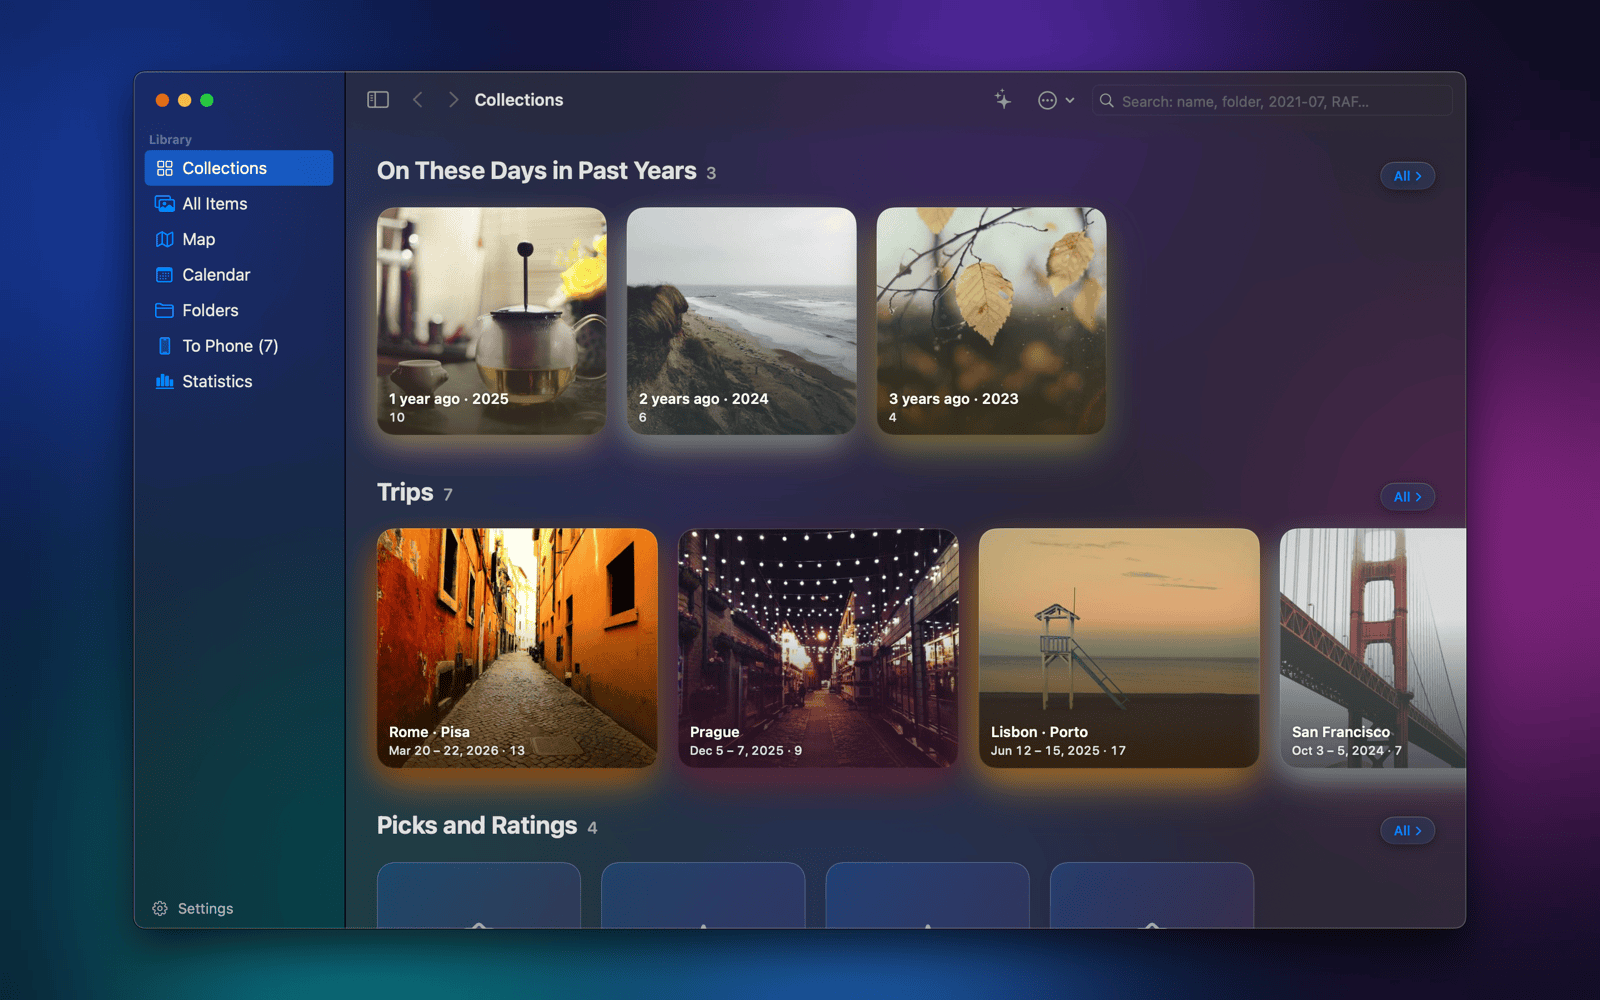 Library
Collections
All Items
Map
Calendar
Folders
To Phone (7)
Statistics
Settings
Collections
Search: name, folder, 2021-07, RAF...
On These Days in Past Years 3
All >
1 year ago · 2025
10
2 years ago · 2024
6
3 years ago · 2023
4
Trips 7
All >
Rome · Pisa
Mar 20 – 22, 2026 · 13
Prague
Dec 5 – 7, 2025 · 9
Lisbon · Porto
Jun 12 – 15, 2025 · 17
San Francisco
Oct 3 – 5, 2024 · 7
Picks and Ratings 4
All >